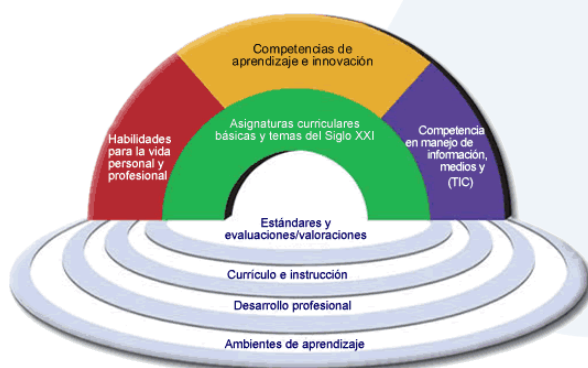 Competencias de
aprendizaje e innovación
Asignaturas curriculares
básicas y temas del Siglo XXI
Habilidades
para la vida
personal y
profesional
Competencia
en manejo de
información,
medios y
(TIC)
Estándares y
evaluaciones/valoraciones
Currículo e instrucción
Desarrollo profesional
Ambientes de aprendizaje